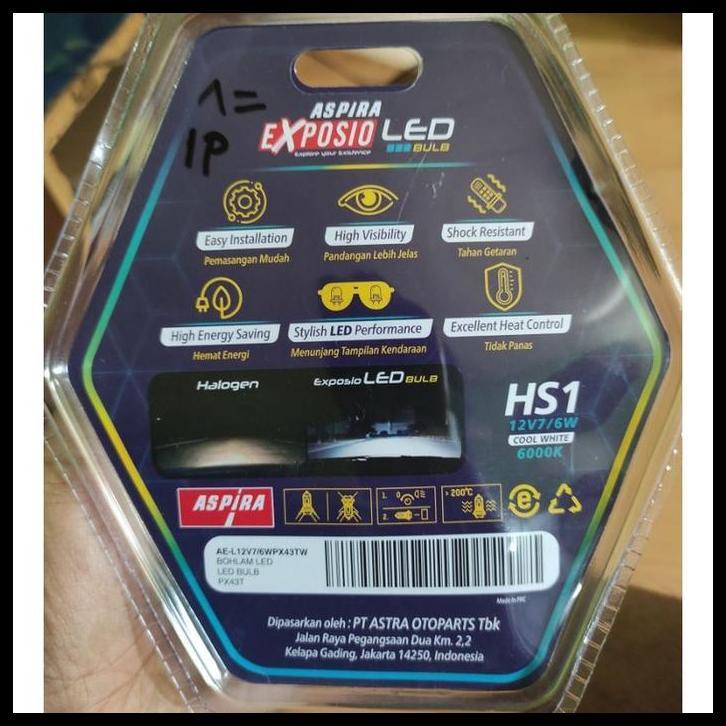 1=
1P
ASPIRA
EXPOSIO LED
Explore your Existence BULB
Easy Installation
Pemasangan Mudah
High Visibility
Pandangan Lebih Jelas
Shock Resistant
Tahan Getaran
High Energy Saving
Hemat Energi
Stylish LED Performance
Menunjang Tampilan Kendaraan
Excellent Heat Control
Tidak Panas
Halogen
Exposio LED BULB
HS1
12V7/6W
COOL WHITE
6000K
ASPIRA
1.
2.
>200°C
e
AE-L12V7/6WPX43TW
BOHLAM LED
LED BULB
PX43T
Made In PRC
Dipasarkan oleh : PT ASTRA OTOPARTS Tbk
Jalan Raya Pegangsaan Dua Km. 2,2
Kelapa Gading, Jakarta 14250, Indonesia